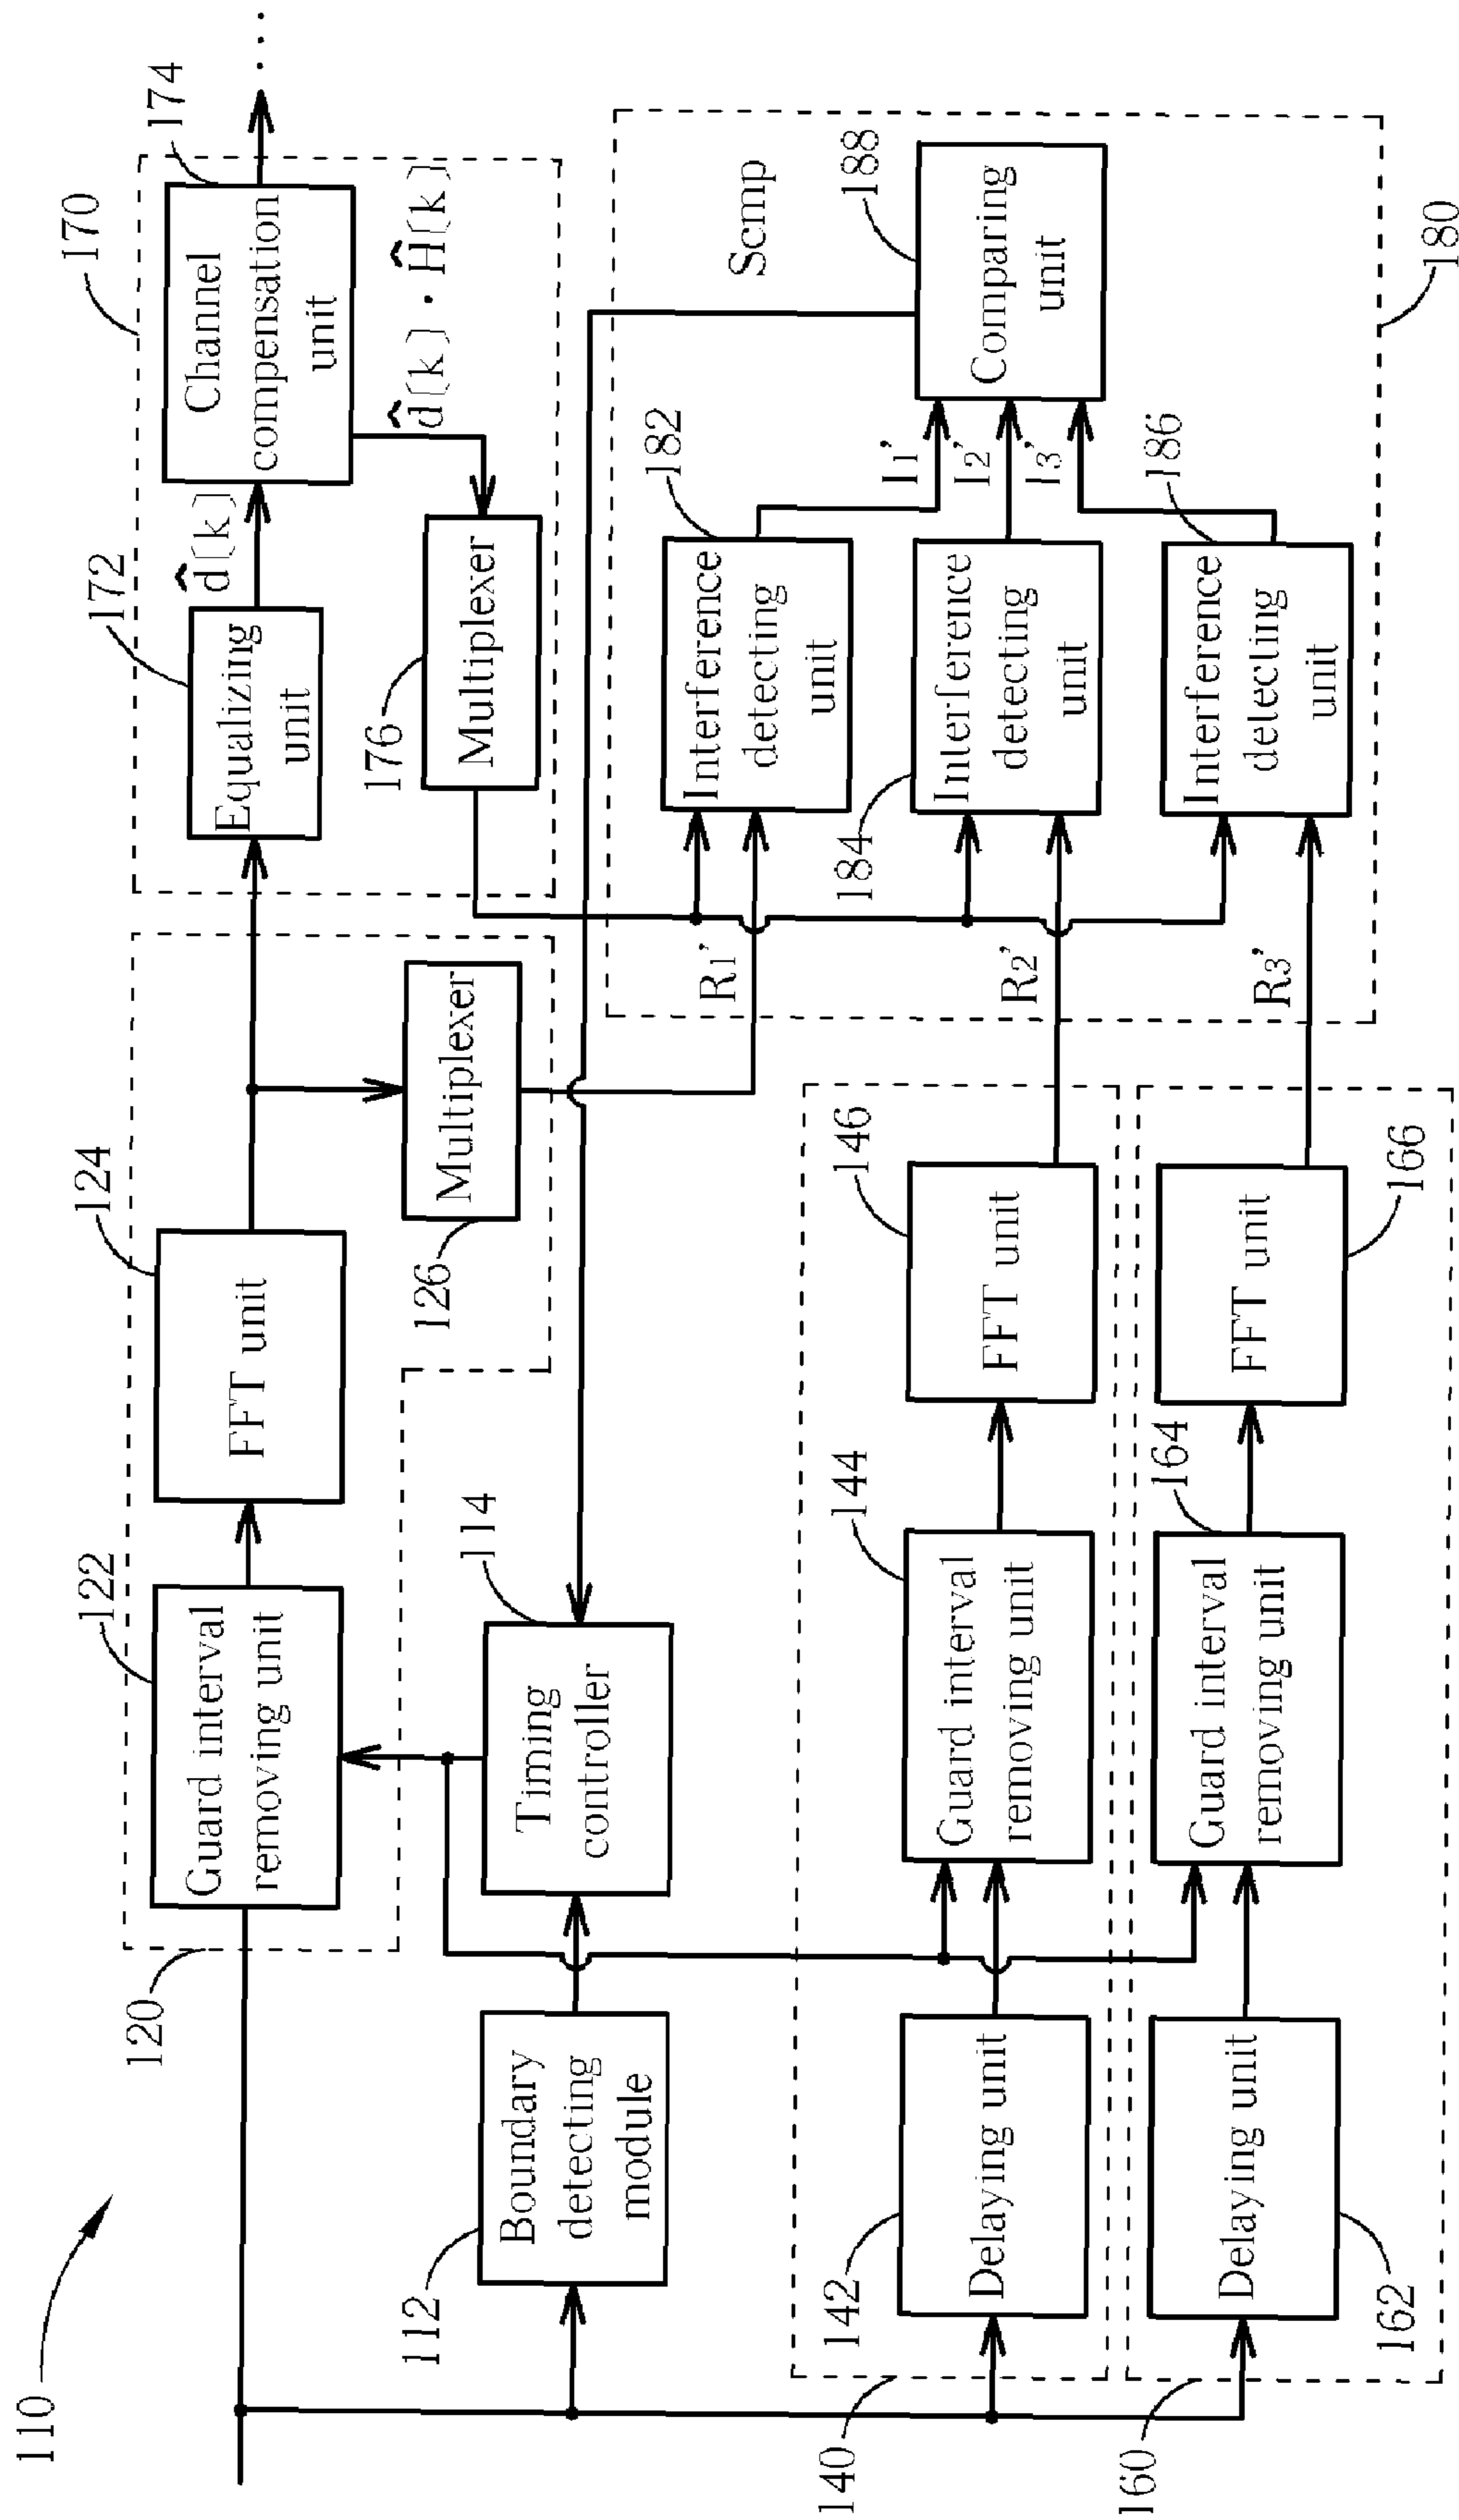 110
120
122
Guard interval
removing unit
124
FFT unit
126
Multiplexer
170
172
Equalizing
unit
d̂[k]
174
Channel
compensation
unit
...
d̂[k] · Ĥ[k]
176
Multiplexer
112
Boundary
detecting
module
114
Timing
controller
Scmp
R1'
182
Interference
detecting
unit
I1'
188
Comparing
unit
140
142
Delaying unit
144
Guard interval
removing unit
146
FFT unit
R2'
184
Interference
detecting
unit
I2'
160
162
Delaying unit
164
Guard interval
removing unit
166
FFT unit
R3'
186
Interference
detecting
unit
I3'
180